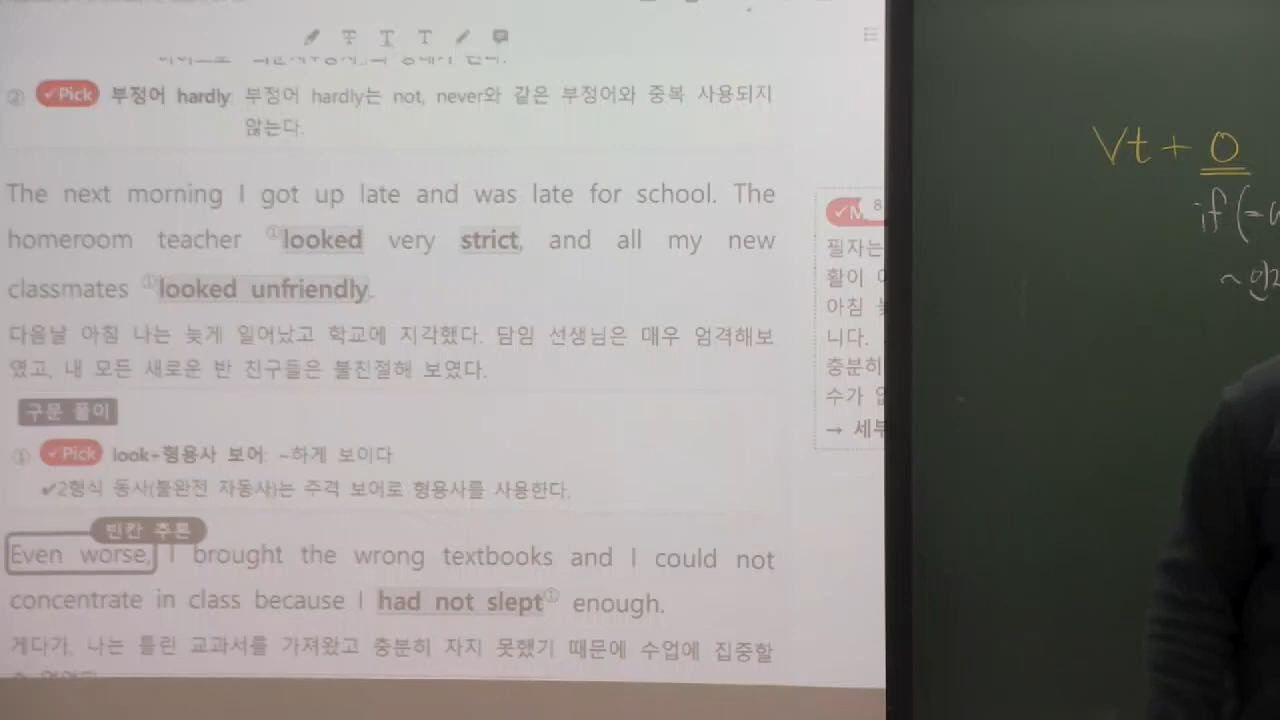 ② ✓Pick 부정어 hardly: 부정어 hardly는 not, never와 같은 부정어와 중복 사용되지
않는다.
The next morning I got up late and was late for school. The
homeroom teacher ①looked very strict, and all my new
classmates ①looked unfriendly.
다음날 아침 나는 늦게 일어났고 학교에 지각했다. 담임 선생님은 매우 엄격해보
였고, 내 모든 새로운 반 친구들은 불친절해 보였다.
구문 풀이
① ✓Pick look+형용사 보어: ~하게 보이다
✔2형식 동사(불완전 자동사)는 주격 보어로 형용사를 사용한다.
빈칸 추론
Even worse, I brought the wrong textbooks and I could not
concentrate in class because I had not slept① enough.
게다가, 나는 틀린 교과서를 가져왔고 충분히 자지 못했기 때문에 수업에 집중할
8
필자는
활이
아침
니다.
충분히
수가
→ 세부
Vt + O
if (=